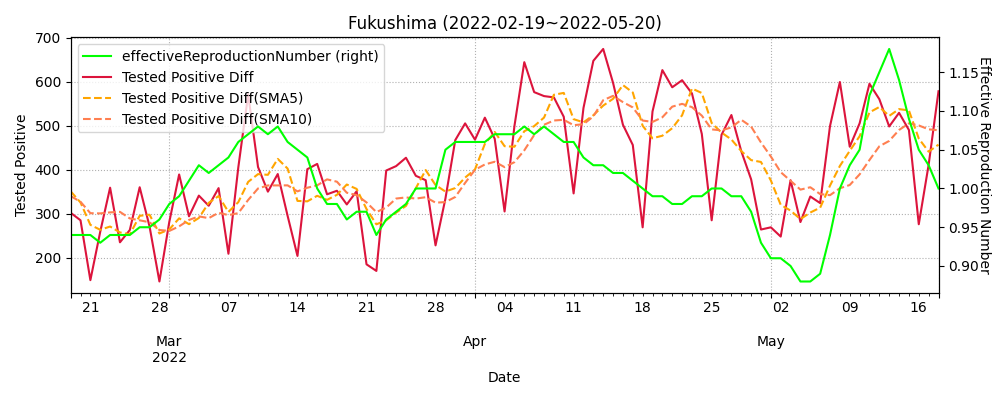 Fukushima (2022-02-19~2022-05-20)
effectiveReproductionNumber (right)
Tested Positive Diff
Tested Positive Diff(SMA5)
Tested Positive Diff(SMA10)
Tested Positive
700
600
500
400
300
200
Effective Reproduction Number
1.15
1.10
1.05
1.00
0.95
0.90
21 28 07 14 21 28 04 11 18 25 02 09 16
Mar Apr May
2022
Date